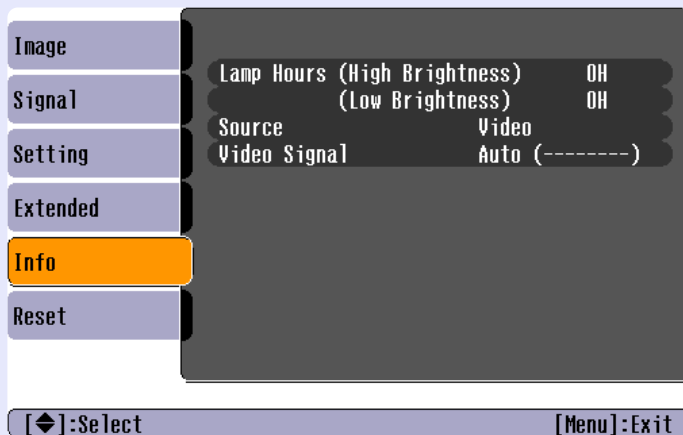 Image
Signal
Setting
Extended
Info
Reset
Lamp Hours (High Brightness) 0H
(Low Brightness) 0H
Source Video
Video Signal Auto (--------)
[◆]:Select [Menu]:Exit